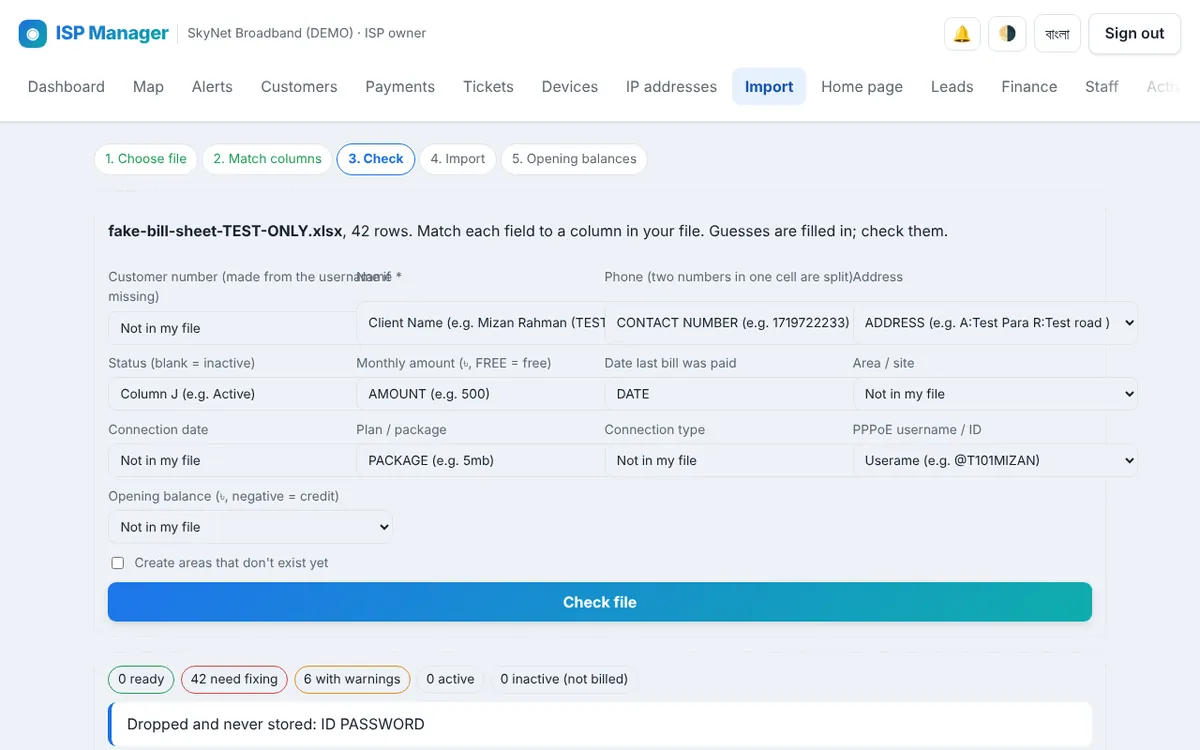 ISP Manager
SkyNet Broadband (DEMO) · ISP owner
বাংলা
Sign out
Dashboard Map Alerts Customers Payments Tickets Devices IP addresses Import Home page Leads Finance Staff
1. Choose file
2. Match columns
3. Check
4. Import
5. Opening balances
fake-bill-sheet-TEST-ONLY.xlsx, 42 rows. Match each field to a column in your file. Guesses are filled in; check them.
Customer number (made from the username if missing)
Not in my file
Name *
Client Name (e.g. Mizan Rahman (TEST
Phone (two numbers in one cell are split)
CONTACT NUMBER (e.g. 1719722233)
Address
ADDRESS (e.g. A:Test Para R:Test road )
Status (blank = inactive)
Column J (e.g. Active)
Monthly amount (৳, FREE = free)
AMOUNT (e.g. 500)
Date last bill was paid
DATE
Area / site
Not in my file
Connection date
Not in my file
Plan / package
PACKAGE (e.g. 5mb)
Connection type
Not in my file
PPPoE username / ID
Userame (e.g. @T101MIZAN)
Opening balance (৳, negative = credit)
Not in my file
Create areas that don't exist yet
Check file
0 ready
42 need fixing
6 with warnings
0 active
0 inactive (not billed)
Dropped and never stored: ID PASSWORD